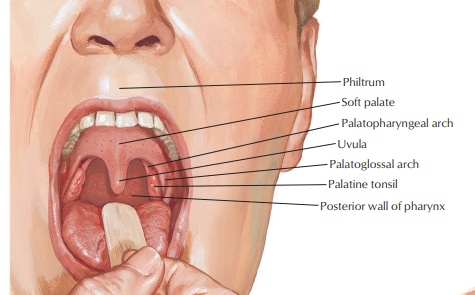 Philtrum
Soft palate
Palatopharyngeal arch
Uvula
Palatoglossal arch
Palatine tonsil
Posterior wall of pharynx